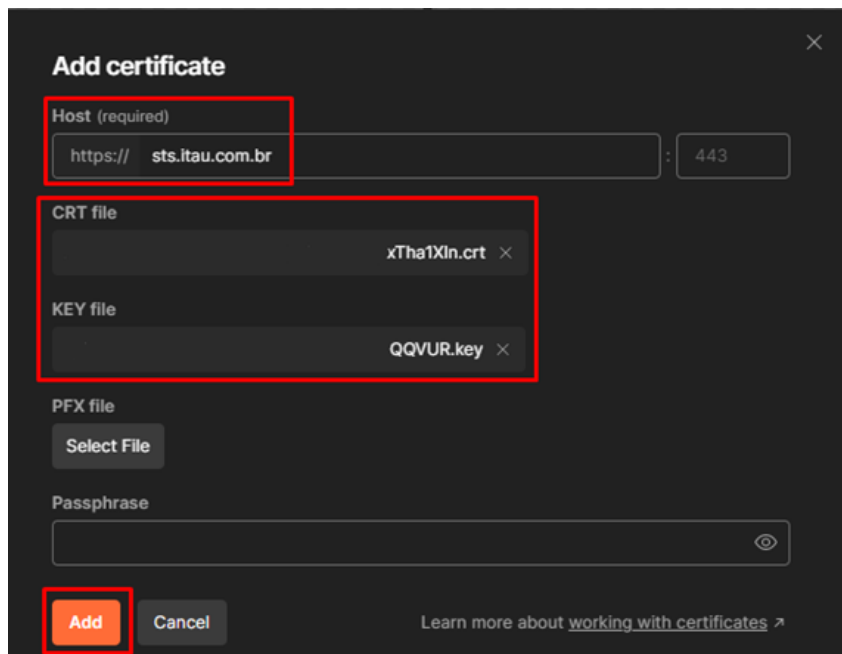 Add certificate
Host (required)
https:// sts.itau.com.br : 443
CRT file
xTha1XIn.crt
KEY file
QQVUR.key
PFX file
Select File
Passphrase
Add Cancel Learn more about working with certificates ↗